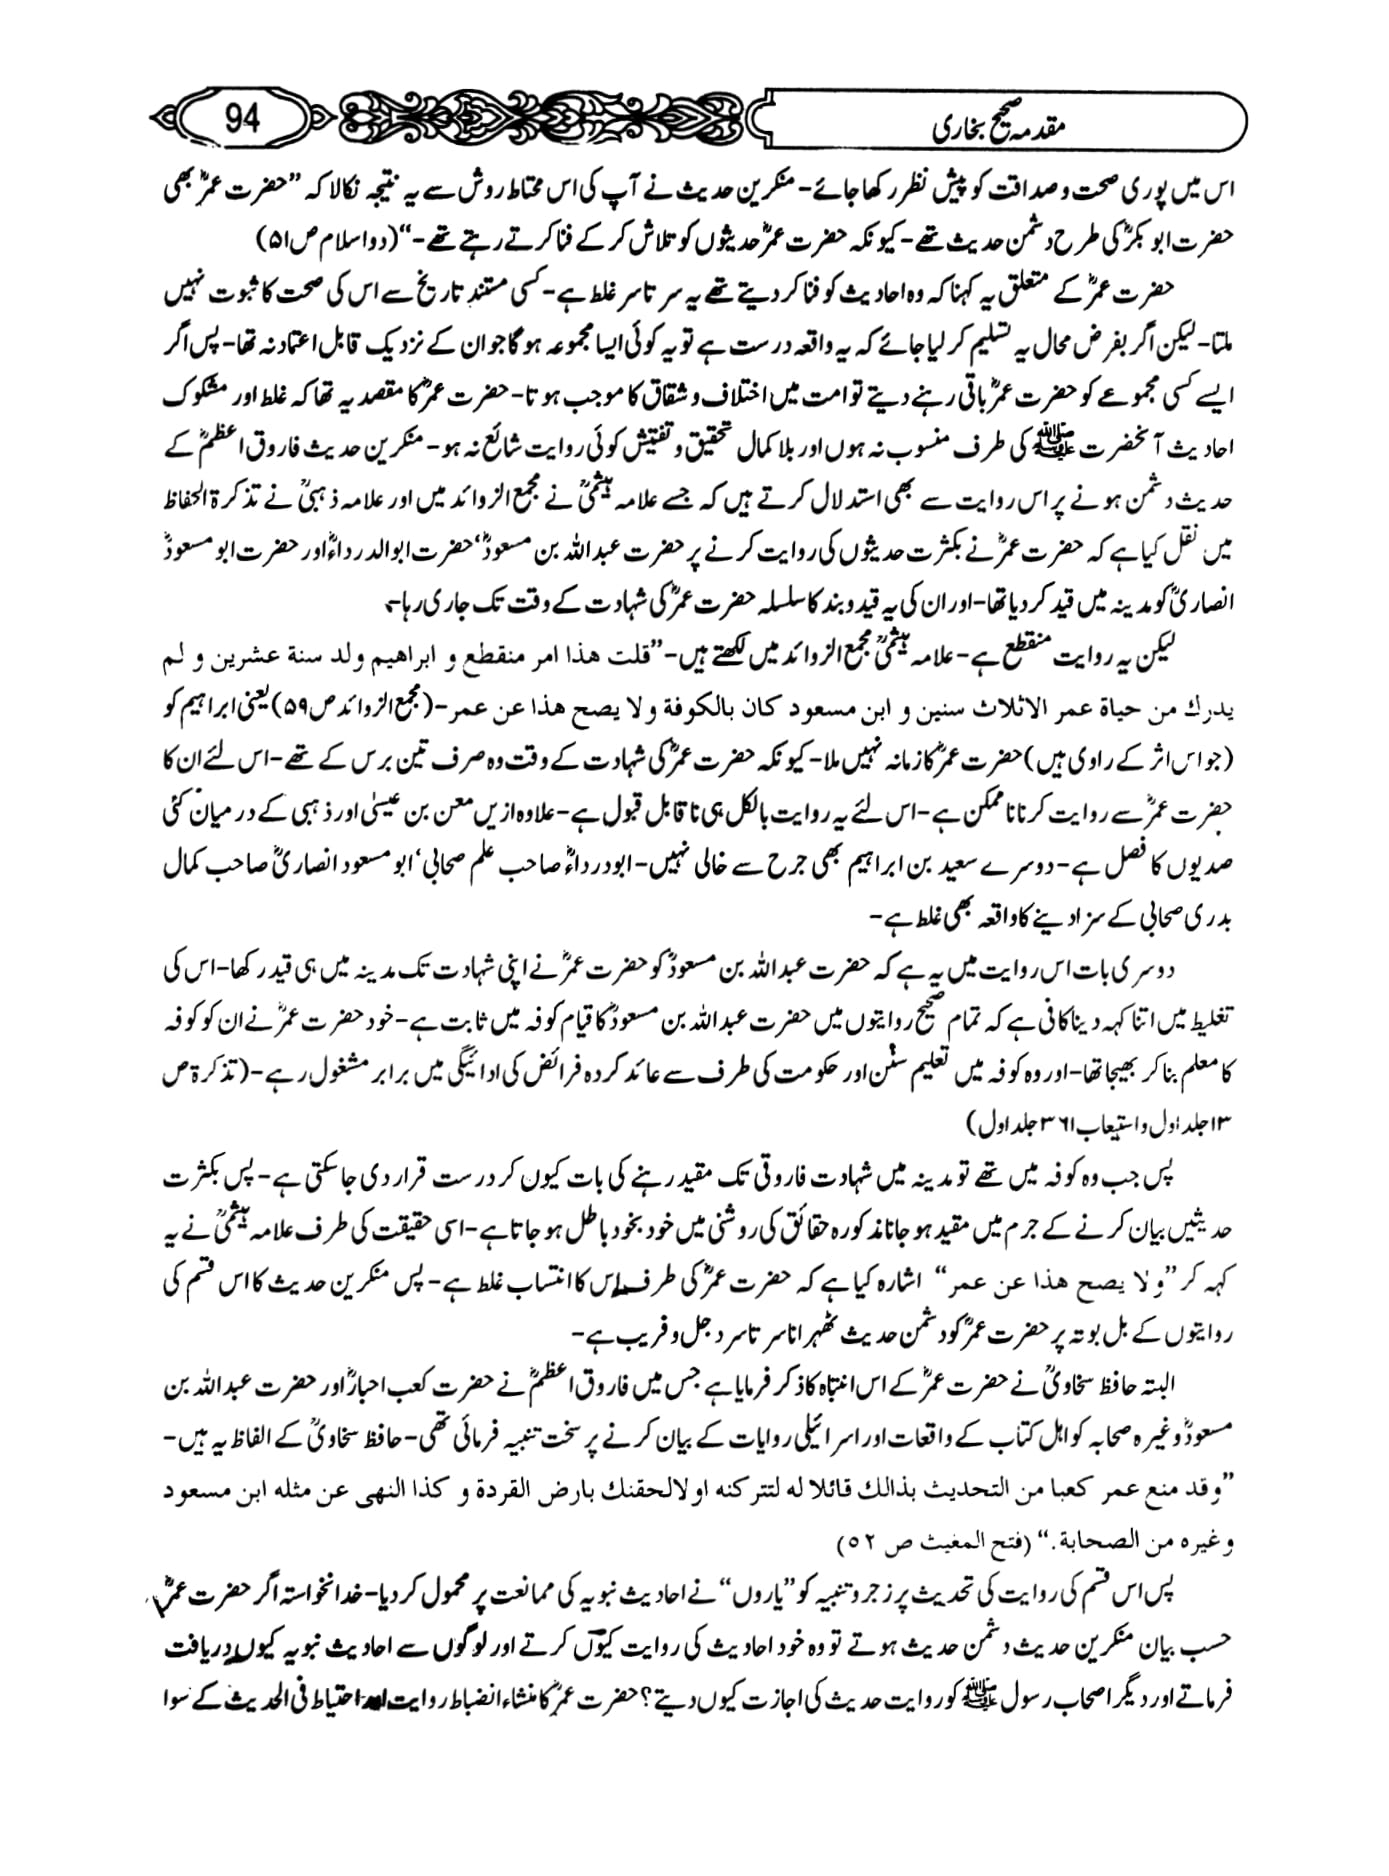 مقدمہ صحیح بخاری
94
اس میں پوری صحت و صداقت کو پیش نظر رکھا جائے۔ منکرین حدیث نے آپ کی اس محتاط روش سے یہ نتیجہ نکالا کہ ”حضرت عمرؓ بھی
حضرت ابو بکرؓ کی طرح دشمن حدیث تھے۔ کیونکہ حضرت عمرؓ حدیثوں کو تلاش کر کے فنا کرتے رہتے تھے۔“ (دو اسلام ص ۵۱)
حضرت عمرؓ کے متعلق یہ کہنا کہ وہ احادیث کو فنا کر دیتے تھے یہ سر تا سر غلط ہے۔ کسی مستند تاریخ سے اس کی صحت کا ثبوت نہیں
ملتا۔ لیکن اگر بفرض محال یہ تسلیم کر لیا جائے کہ یہ واقعہ درست ہے تو یہ کوئی ایسا مجموعہ ہو گا جو ان کے نزدیک قابل اعتماد نہ تھا۔ پس اگر
ایسے کسی مجموعے کو حضرت عمرؓ باقی رہنے دیتے تو امت میں اختلاف و شقاق کا موجب ہوتا۔ حضرت عمرؓ کا مقصد یہ تھا کہ غلط اور مشکوک
احادیث آنحضرت ﷺ کی طرف منسوب نہ ہوں اور بلا کمال تحقیق و تفتیش کوئی روایت شائع نہ ہو۔ منکرین حدیث فاروق اعظمؓ کے
حدیث دشمن ہونے پر اس روایت سے بھی استدلال کرتے ہیں کہ جسے علامہ ہیثمیؒ نے مجمع الزوائد میں اور علامہ ذہبیؒ نے تذکرۃ الحفاظ
میں نقل کیا ہے کہ حضرت عمرؓ نے بکثرت حدیثوں کی روایت کرنے پر حضرت عبداللہ بن مسعودؓ، حضرت ابوالدرداءؓ اور حضرت ابو مسعودؓ
انصاریؓ کو مدینہ میں قید کر دیا تھا۔ اور ان کی یہ قید و بند کا سلسلہ حضرت عمرؓ کی شہادت کے وقت تک جاری رہا۔
لیکن یہ روایت منقطع ہے۔ علامہ ہیثمیؒ مجمع الزوائد میں لکھتے ہیں۔ ”قلت هذا امر منقطع و ابراهيم ولد سنة عشرين و لم
يدرك من حياة عمر الاثلاث سنين و ابن مسعود كان بالكوفة و لا يصح هذا عن عمر۔ (مجمع الزوائد ص ۵۹) یعنی ابراہیم کو
(جو اس اثر کے راوی ہیں) حضرت عمرؓ کا زمانہ نہیں ملا۔ کیونکہ حضرت عمرؓ کی شہادت کے وقت وہ صرف تین برس کے تھے۔ اس لئے ان کا
حضرت عمرؓ سے روایت کرنا ناممکن ہے۔ اس لئے یہ روایت بالکل ہی ناقابل قبول ہے۔ علاوہ ازیں معن بن عیسیٰ اور ذہبی کے درمیان کئی
صدیوں کا فصل ہے۔ دوسرے سعید بن ابراہیم بھی جرح سے خالی نہیں۔ ابودرداءؓ صاحب علم صحابی، ابو مسعود انصاریؓ صاحب کمال
بدری صحابی کے سزا دینے کا واقعہ بھی غلط ہے۔
دوسری بات اس روایت میں یہ ہے کہ حضرت عبداللہ بن مسعودؓ کو حضرت عمرؓ نے اپنی شہادت تک مدینہ میں ہی قید رکھا۔ اس کی
تغلیط میں اتنا کہہ دینا کافی ہے کہ تمام صحیح روایتوں میں حضرت عبداللہ بن مسعودؓ کا قیام کوفہ میں ثابت ہے۔ خود حضرت عمرؓ نے ان کو کوفہ
کا معلم بنا کر بھیجا تھا۔ اور وہ کوفہ میں تعلیم سنن اور حکومت کی طرف سے عائد کردہ فرائض کی ادائیگی میں برابر مشغول رہے۔ (تذکرۃ ص
۱۳ جلد اول و استیعاب ۳۶۱ جلد اول)
پس جب وہ کوفہ میں تھے تو مدینہ میں شہادت فاروقی تک مقید رہنے کی بات کیوں کر درست قرار دی جا سکتی ہے۔ پس بکثرت
حدیثیں بیان کرنے کے جرم میں مقید ہو جانا مذکورہ حقائق کی روشنی میں خود بخود باطل ہو جاتا ہے۔ اسی حقیقت کی طرف علامہ ہیثمیؒ نے یہ
کہہ کر ”و لا يصح هذا عن عمر“ اشارہ کیا ہے کہ حضرت عمرؓ کی طرف اس کا انتساب غلط ہے۔ پس منکرین حدیث کا اس قسم کی
روایتوں کے بل بوتہ پر حضرت عمرؓ کو دشمن حدیث ٹھہرانا سر تا سر دجل و فریب ہے۔
البتہ حافظ سخاویؒ نے حضرت عمرؓ کے اس انتباہ کا ذکر فرمایا ہے جس میں فاروق اعظمؓ نے حضرت کعب احبارؓ اور حضرت عبداللہ بن
مسعودؓ وغیرہ صحابہ کو اہل کتاب کے واقعات اور اسرائیلی روایات کے بیان کرنے پر سخت تنبیہ فرمائی تھی۔ حافظ سخاویؒ کے الفاظ یہ ہیں۔
”وقد منع عمر كعبا من التحديث بذالك قائلا له لتتركنه او لالحقنك بارض القردة و كذا النهى عن مثله ابن مسعود
وغيره من الصحابة.“ (فتح المغيث ص ۵۲)
پس اس قسم کی روایت کی تحدیث پر زجر و تنبیہ کو ”یاروں“ نے احادیث نبویہ کی ممانعت پر محمول کر دیا۔ خدانخواستہ اگر حضرت عمرؓ
حسب بیان منکرین حدیث دشمن حدیث ہوتے تو وہ خود احادیث کی روایت کیوں کرتے اور لوگوں سے احادیث نبویہ کیوں دریافت
فرماتے اور دیگر اصحاب رسول ﷺ کو روایت حدیث کی اجازت کیوں دیتے؟ حضرت عمرؓ کا منشاء انضباط روایت اور احتیاط فی الحدیث کے سوا